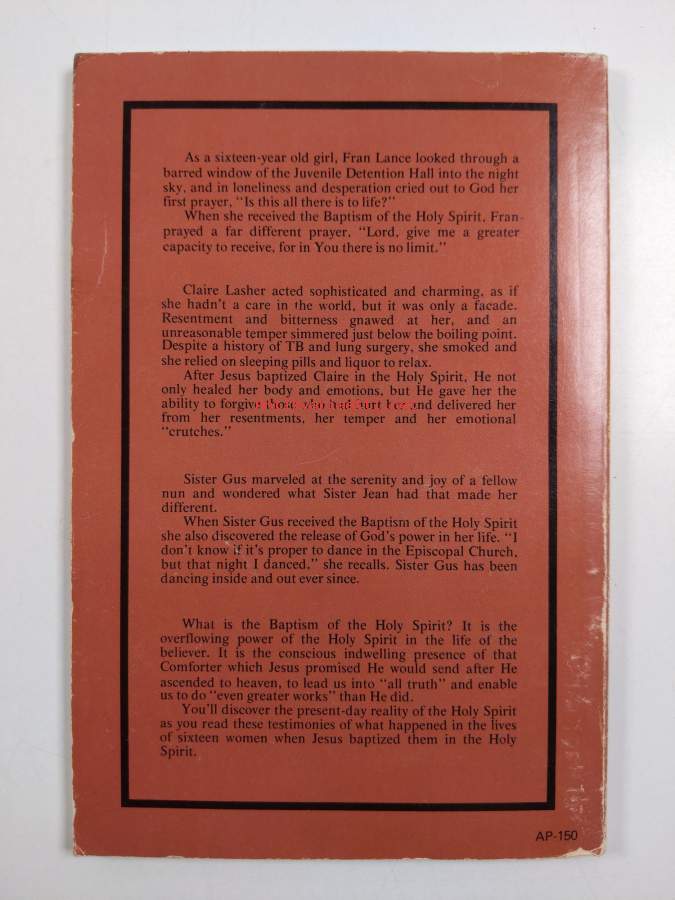 As a sixteen-year old girl, Fran Lance looked through a
barred window of the Juvenile Detention Hall into the night
sky, and in loneliness and desperation cried out to God her
first prayer, "Is this all there is to life?"
When she received the Baptism of the Holy Spirit, Fran
prayed a far different prayer, "Lord, give me a greater
capacity to receive, for in You there is no limit."
Claire Lasher acted sophisticated and charming, as if
she hadn't a care in the world, but it was only a facade.
Resentment and bitterness gnawed at her, and an
unreasonable temper simmered just below the boiling point.
Despite a history of TB and lung surgery, she smoked and
she relied on sleeping pills and liquor to relax.
After Jesus baptized Claire in the Holy Spirit, He not
only healed her body and emotions, but He gave her the
ability to forgive those who had hurt her, and delivered her
from her resentments, her temper and her emotional
"crutches."
Sister Gus marveled at the serenity and joy of a fellow
nun and wondered what Sister Jean had that made her
different.
When Sister Gus received the Baptism of the Holy Spirit
she also discovered the release of God's power in her life. "I
don't know if it's proper to dance in the Episcopal Church,
but that night I danced," she recalls. Sister Gus has been
dancing inside and out ever since.
What is the Baptism of the Holy Spirit? It is the
overflowing power of the Holy Spirit in the life of the
believer. It is the conscious indwelling presence of that
Comforter which Jesus promised He would send after He
ascended to heaven, to lead us into "all truth" and enable
us to do "even greater works" than He did.
You'll discover the present-day reality of the Holy Spirit
as you read these testimonies of what happened in the lives
of sixteen women when Jesus baptized them in the Holy
Spirit.
AP-150